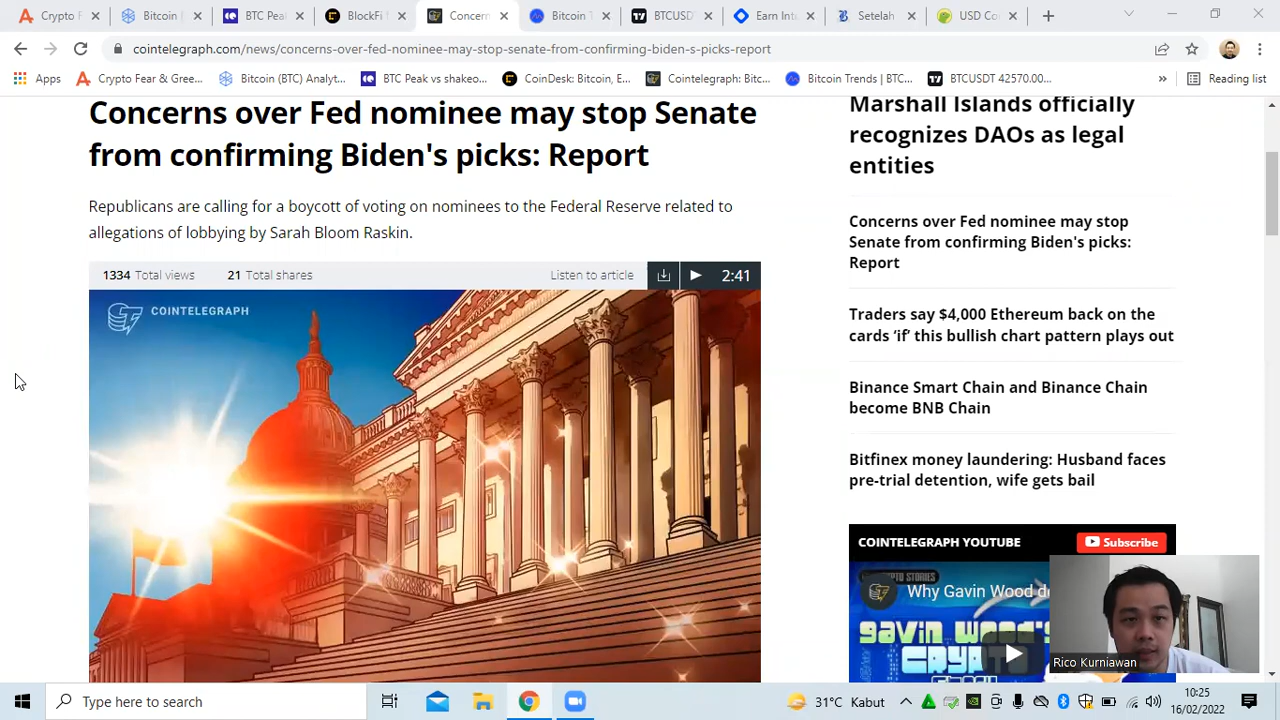 Crypto F
Bitcoin (
BTC Peak
BlockFi
Concern
Bitcoin T
BTCUSD
Earn Int
Setelah
USD Co
cointelegraph.com/news/concerns-over-fed-nominee-may-stop-senate-from-confirming-biden-s-picks-report
Apps
Crypto Fear & Gree...
Bitcoin (BTC) Analyt...
BTC Peak vs shakeo...
CoinDesk: Bitcoin, E...
Cointelegraph: Bitc...
Bitcoin Trends | BTC...
BTCUSDT 42570.00...
»
Reading list
Concerns over Fed nominee may stop Senate
from confirming Biden's picks: Report
Republicans are calling for a boycott of voting on nominees to the Federal Reserve related to
allegations of lobbying by Sarah Bloom Raskin.
1334 Total views
21 Total shares
Listen to article
2:41
COINTELEGRAPH
Marshall Islands officially
recognizes DAOs as legal
entities
Concerns over Fed nominee may stop
Senate from confirming Biden's picks:
Report
Traders say $4,000 Ethereum back on the
cards ‘if’ this bullish chart pattern plays out
Binance Smart Chain and Binance Chain
become BNB Chain
Bitfinex money laundering: Husband faces
pre-trial detention, wife gets bail
COINTELEGRAPH YOUTUBE
Subscribe
CRYPTO STORIES
Why Gavin Wood d
GAVIN WOOD'S
CRYPT
Rico Kurniawan
Type here to search
31°C Kabut
10:25
16/02/2022